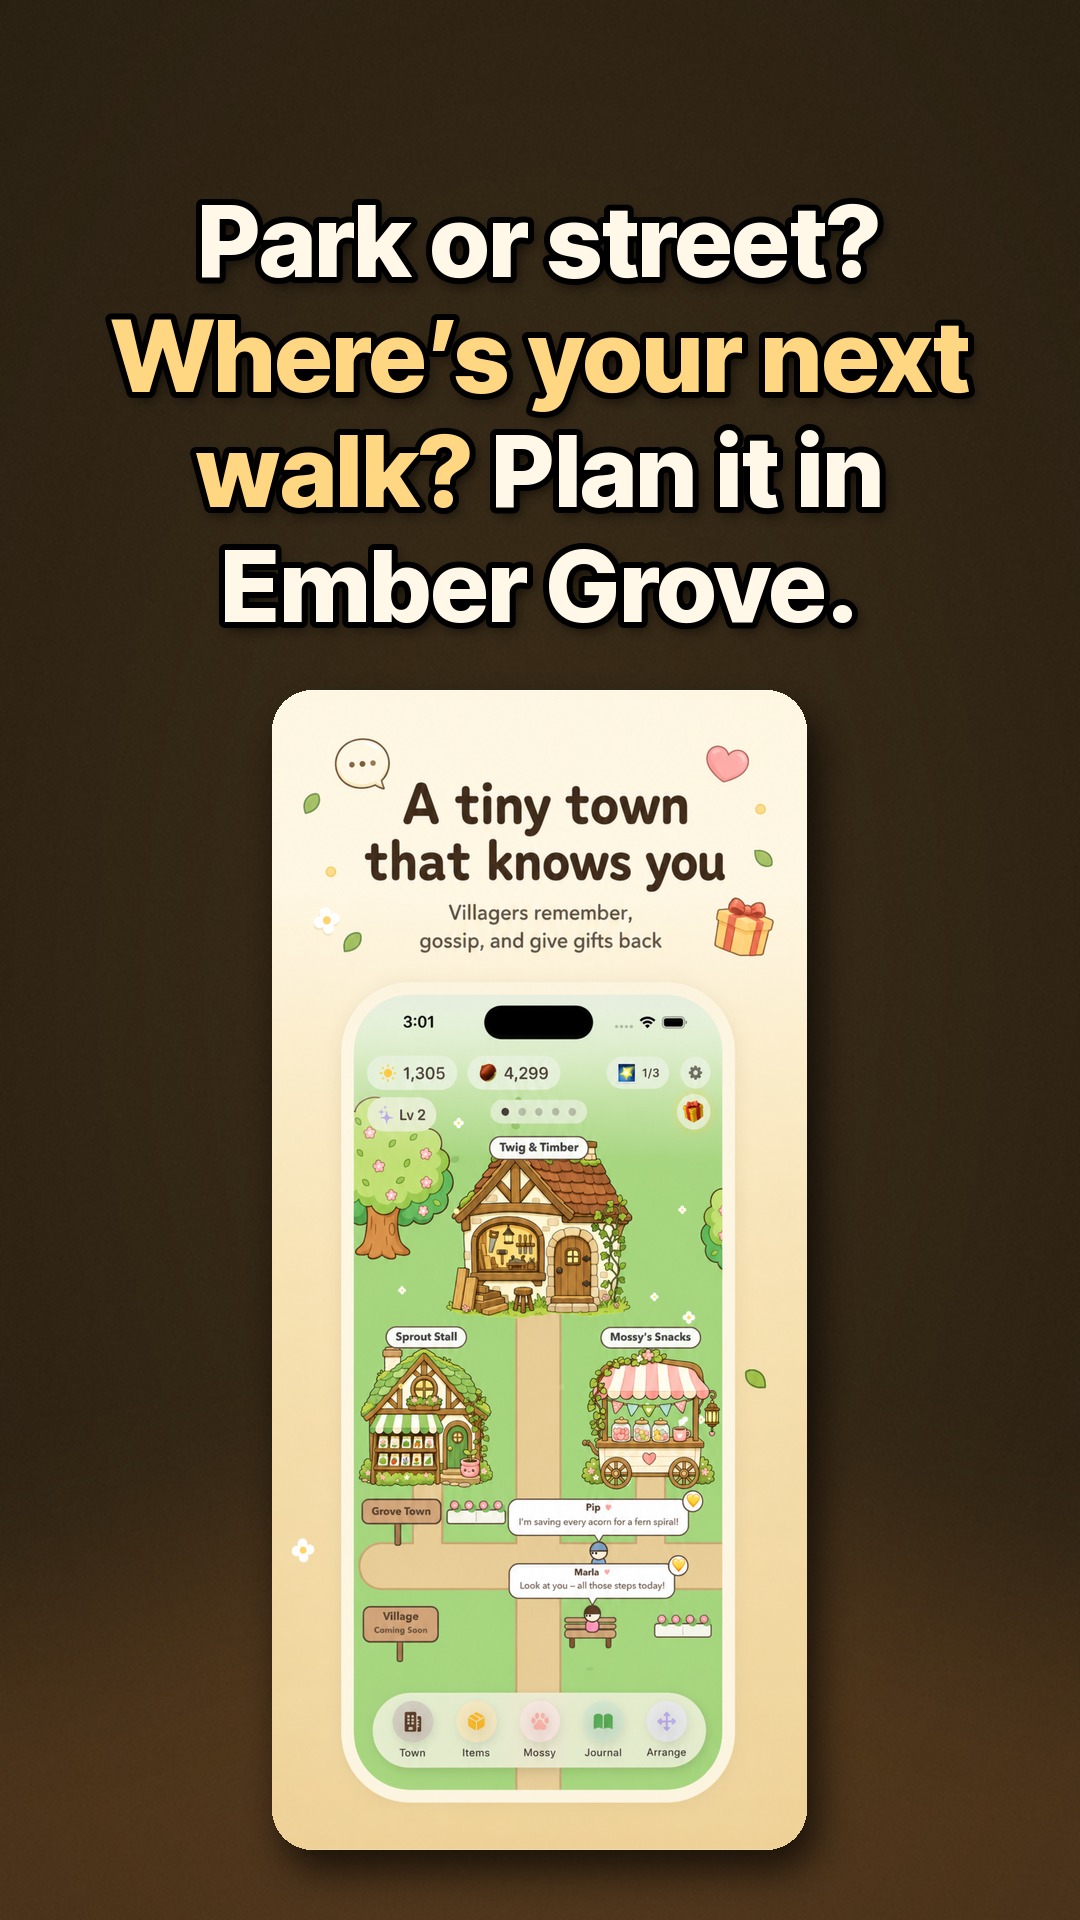 Park or street?
Where's your next
walk? Plan it in
Ember Grove.
A tiny town
that knows you
Villagers remember,
gossip, and give gifts back
3:01
1,305
4,299
1/3
Lv 2
Twig & Timber
Sprout Stall
Mossy's Snacks
Grove Town
Pip
I'm saving every acorn for a fern spiral!
Marla
Look at you – all those steps today!
Village
Coming Soon
Town
Items
Mossy
Journal
Arrange